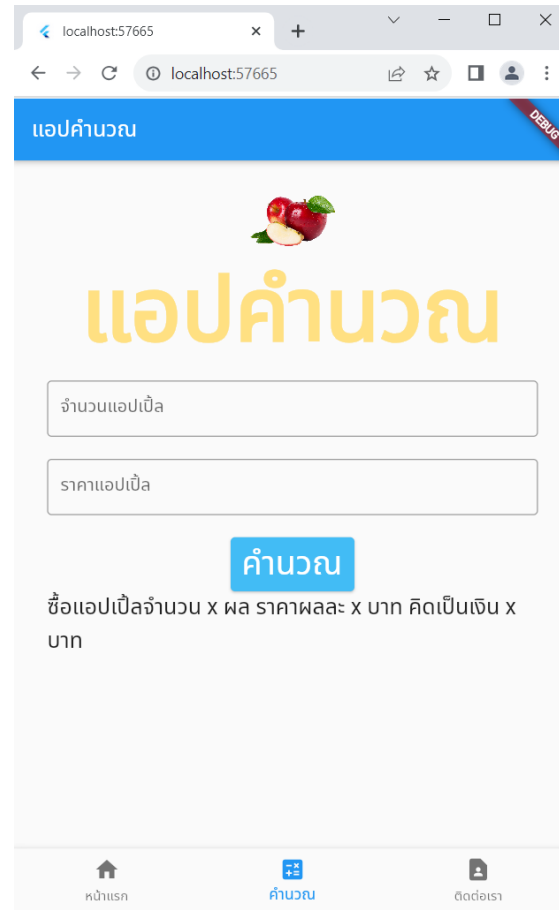 localhost:57665
localhost:57665
แอปคำนวณ
DEBUG
แอปคำนวณ
จำนวนแอปเปิ้ล
ราคาแอปเปิ้ล
คำนวณ
ซื้อแอปเปิ้ลจำนวน x ผล ราคาผลละ x บาท คิดเป็นเงิน x
บาท
หน้าแรก
คำนวณ
ติดต่อเรา